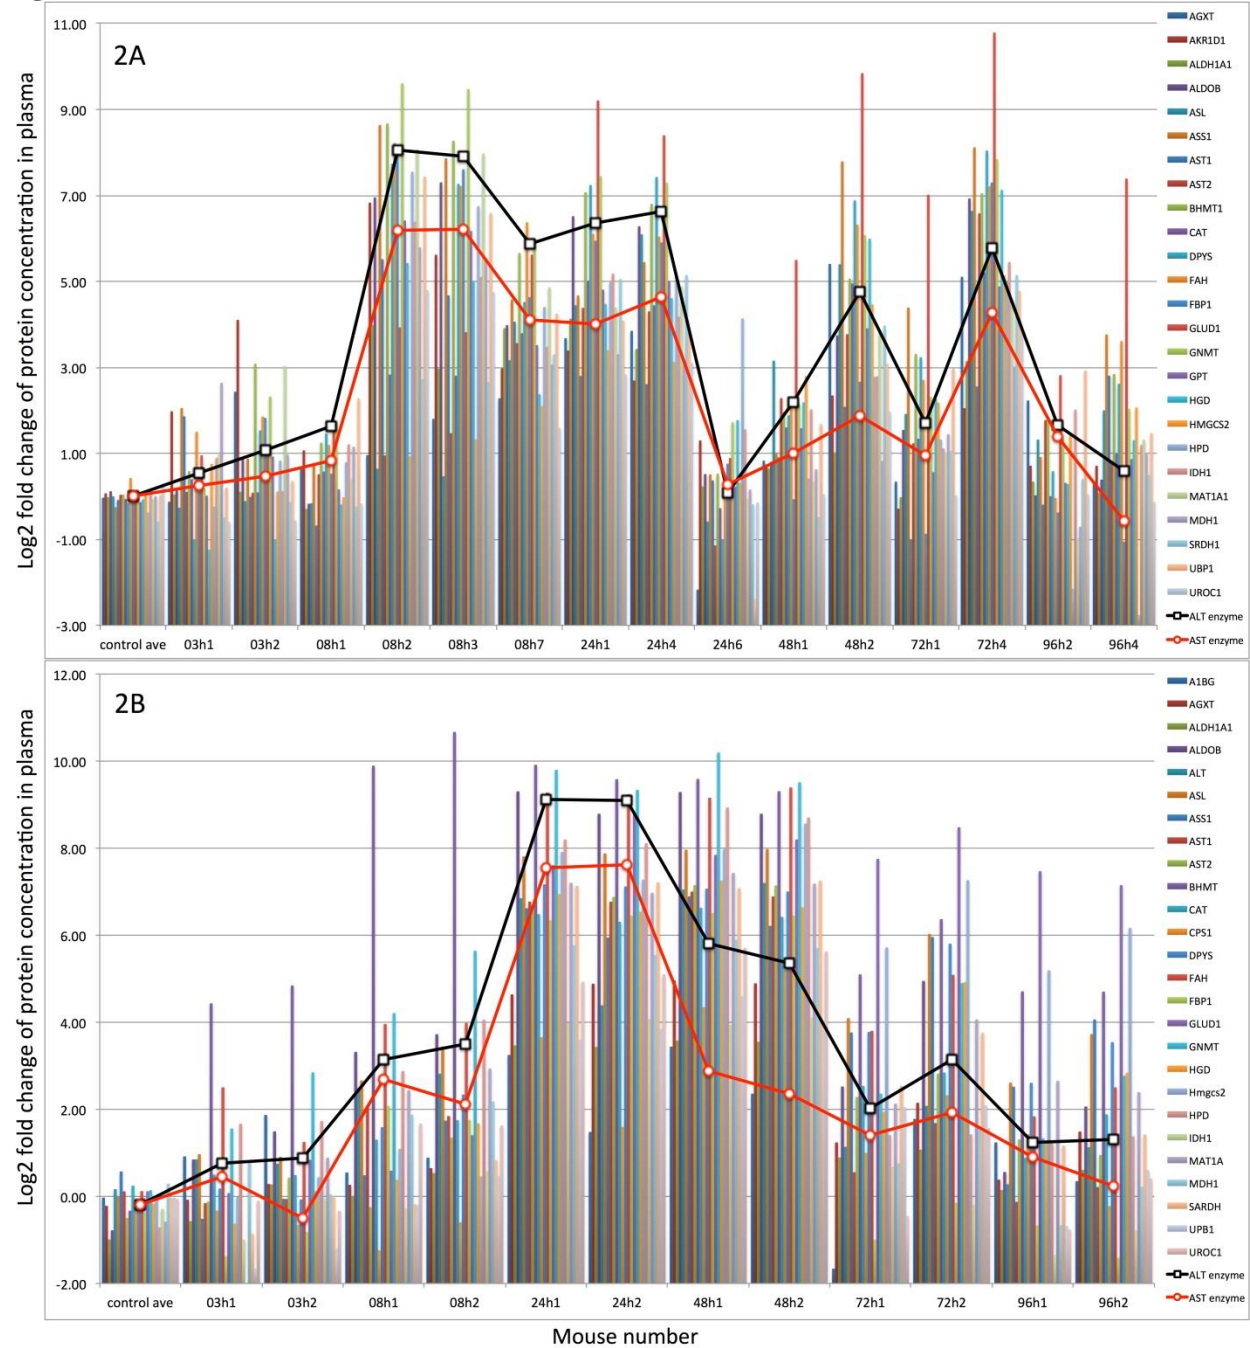 2A
Log2 fold change of protein concentration in plasma
11.00
9.00
7.00
5.00
3.00
1.00
-1.00
-3.00
control ave 03h1 03h2 08h1 08h2 08h3 08h7 24h1 24h4 24h6 48h1 48h2 72h1 72h4 96h2 96h4
AGXT
AKR1D1
ALDH1A1
ALDOB
ASL
ASS1
AST1
AST2
BHMT1
CAT
DPYS
FAH
FBP1
GLUD1
GNMT
GPT
HGD
HMGCS2
HPD
IDH1
MAT1A1
MDH1
SRDH1
UBP1
UROC1
ALT enzyme
AST enzyme
2B
Log2 fold change of protein concentration in plasma
12.00
10.00
8.00
6.00
4.00
2.00
0.00
-2.00
control ave 03h1 03h2 08h1 08h2 24h1 24h2 48h1 48h2 72h1 72h2 96h1 96h2
A1BG
AGXT
ALDH1A1
ALDOB
ALT
ASL
ASS1
AST1
AST2
BHMT
CAT
CPS1
DPYS
FAH
FBP1
GLUD1
GNMT
HGD
Hmgcs2
HPD
IDH1
MAT1A
MDH1
SARDH
UPB1
UROC1
ALT enzyme
AST enzyme
Mouse number